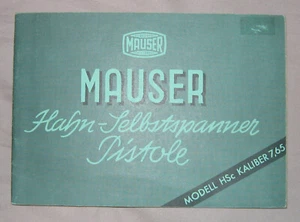 MAUSER
MAUSER
Hahn-Selbstspanner
Pistole
MODELL HSc KALIBER 7,65